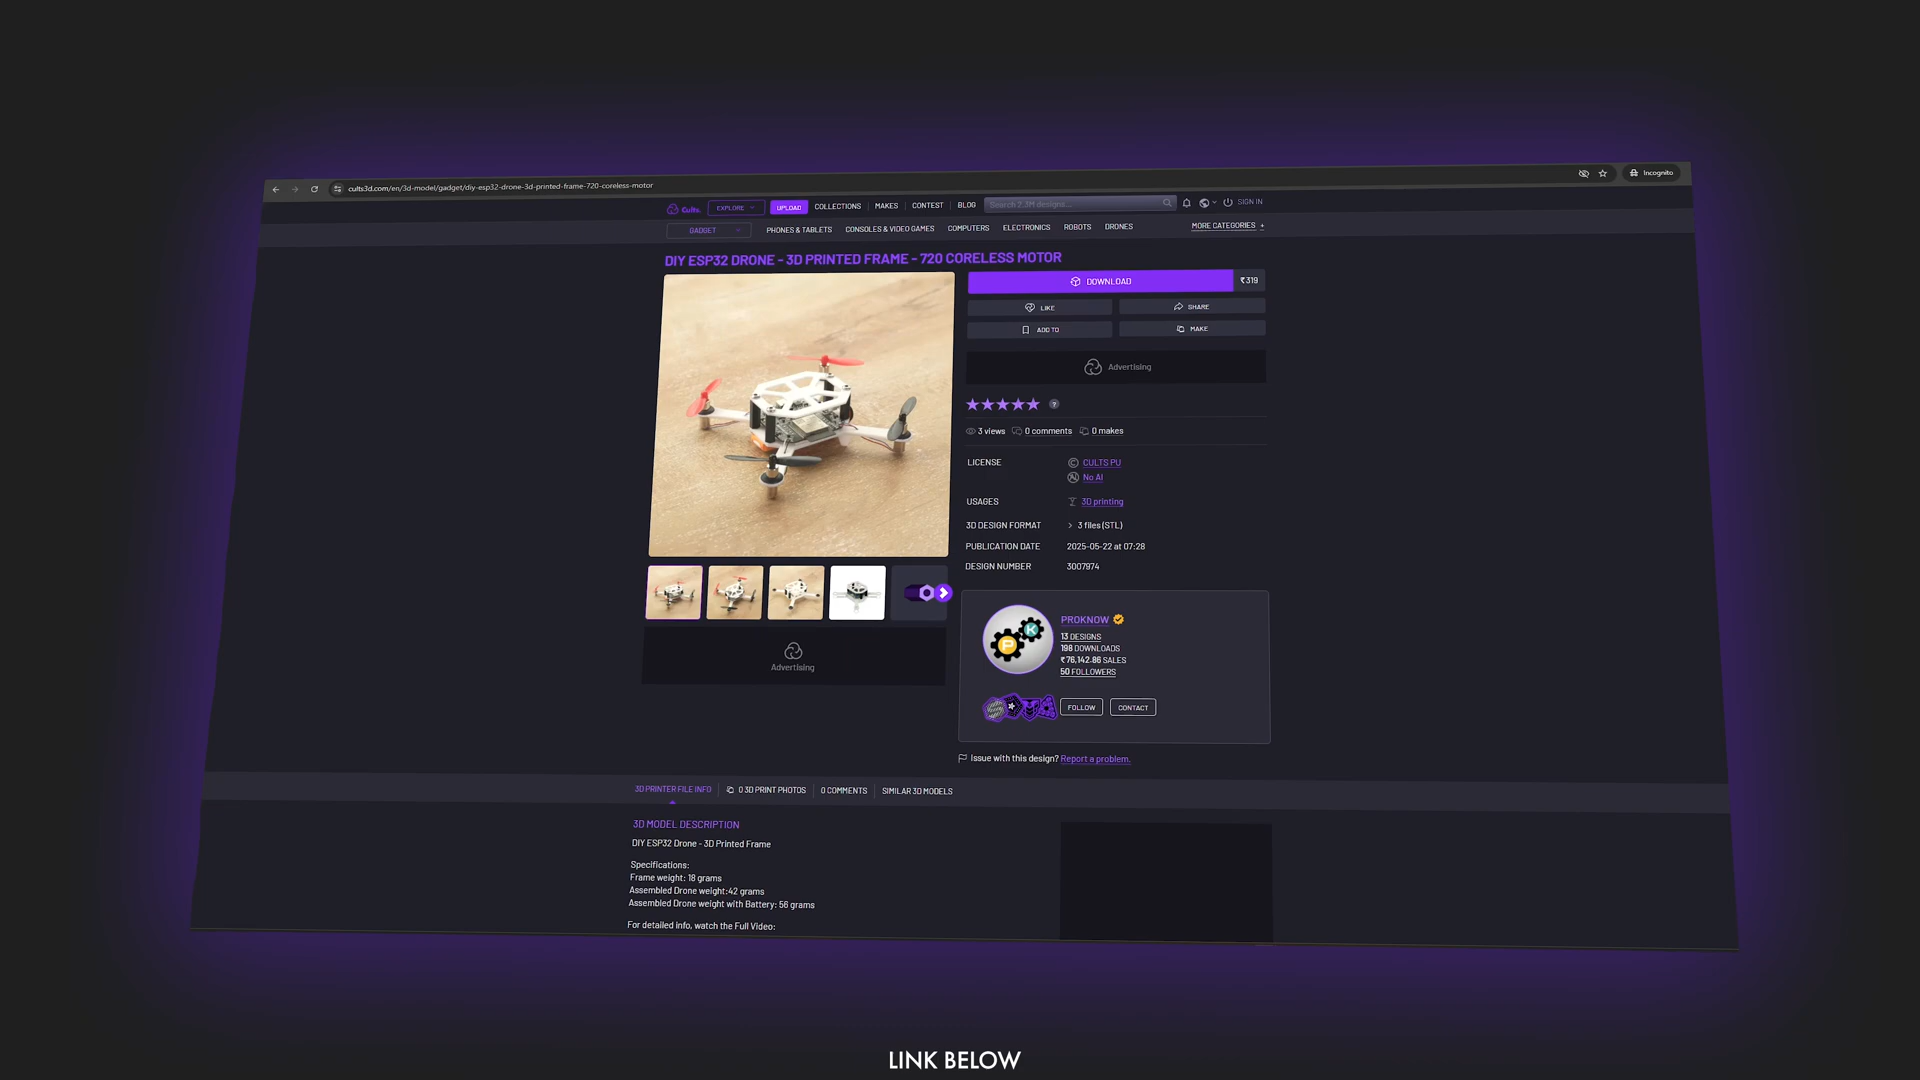 cults3d.com/en/3d-model/gadget/diy-esp32-drone-3d-printed-frame-720-coreless-motor
Incognito
Cults.
EXPLORE
UPLOAD
COLLECTIONS
MAKES
CONTEST
BLOG
Search 2.3M designs...
SIGN IN
GADGET
PHONES & TABLETS
CONSOLES & VIDEO GAMES
COMPUTERS
ELECTRONICS
ROBOTS
DRONES
MORE CATEGORIES +
DIY ESP32 DRONE - 3D PRINTED FRAME - 720 CORELESS MOTOR
DOWNLOAD
₹319
LIKE
SHARE
ADD TO
MAKE
Advertising
?
3 views
0 comments
0 makes
LICENSE
CULTS PU
No AI
USAGES
3D printing
3D DESIGN FORMAT
3 files (STL)
PUBLICATION DATE
2025-05-22 at 07:28
DESIGN NUMBER
3007974
Advertising
P
K
PROKNOW
13 DESIGNS
198 DOWNLOADS
₹76,142.86 SALES
50 FOLLOWERS
FOLLOW
CONTACT
Issue with this design? Report a problem.
3D PRINTER FILE INFO
0 3D PRINT PHOTOS
0 COMMENTS
SIMILAR 3D MODELS
3D MODEL DESCRIPTION
DIY ESP32 Drone - 3D Printed Frame
Specifications:
Frame weight: 18 grams
Assembled Drone weight:42 grams
Assembled Drone weight with Battery: 56 grams
For detailed info, watch the Full Video:
LINK BELOW